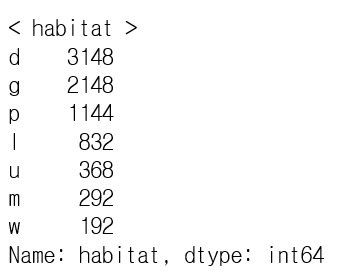 < habitat >
d 3148
g 2148
p 1144
l 832
u 368
m 292
w 192
Name: habitat, dtype: int64